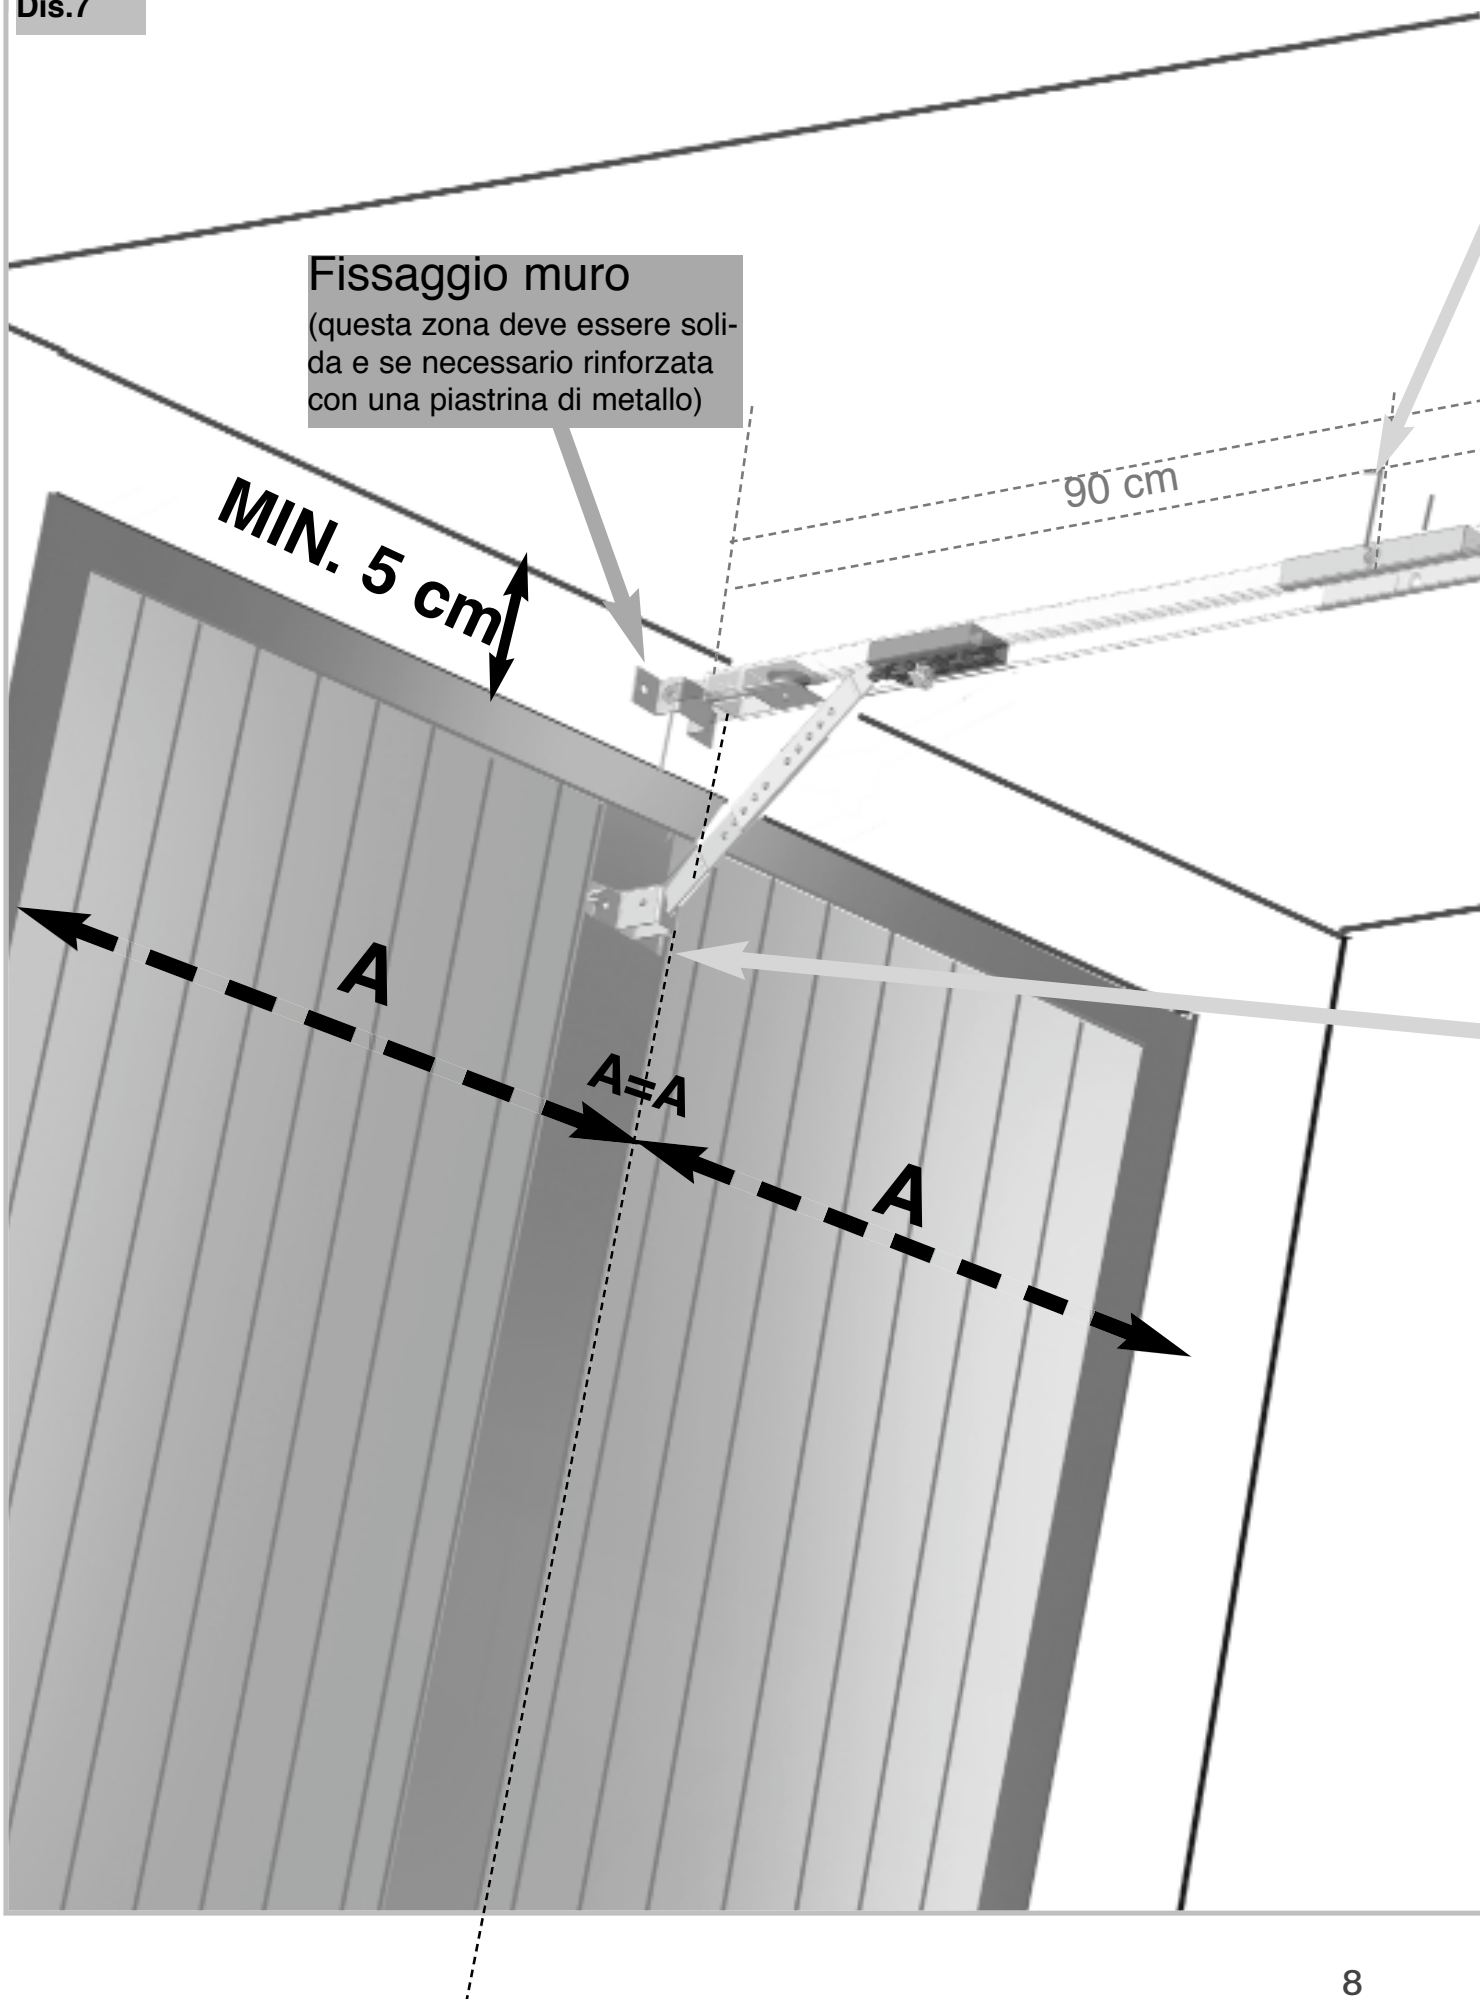 Dis.7
Fissaggio muro
(questa zona deve essere soli-
da e se necessario rinforzata
con una piastrina di metallo)
90 cm
MIN. 5 cm
A
A=A
A
8